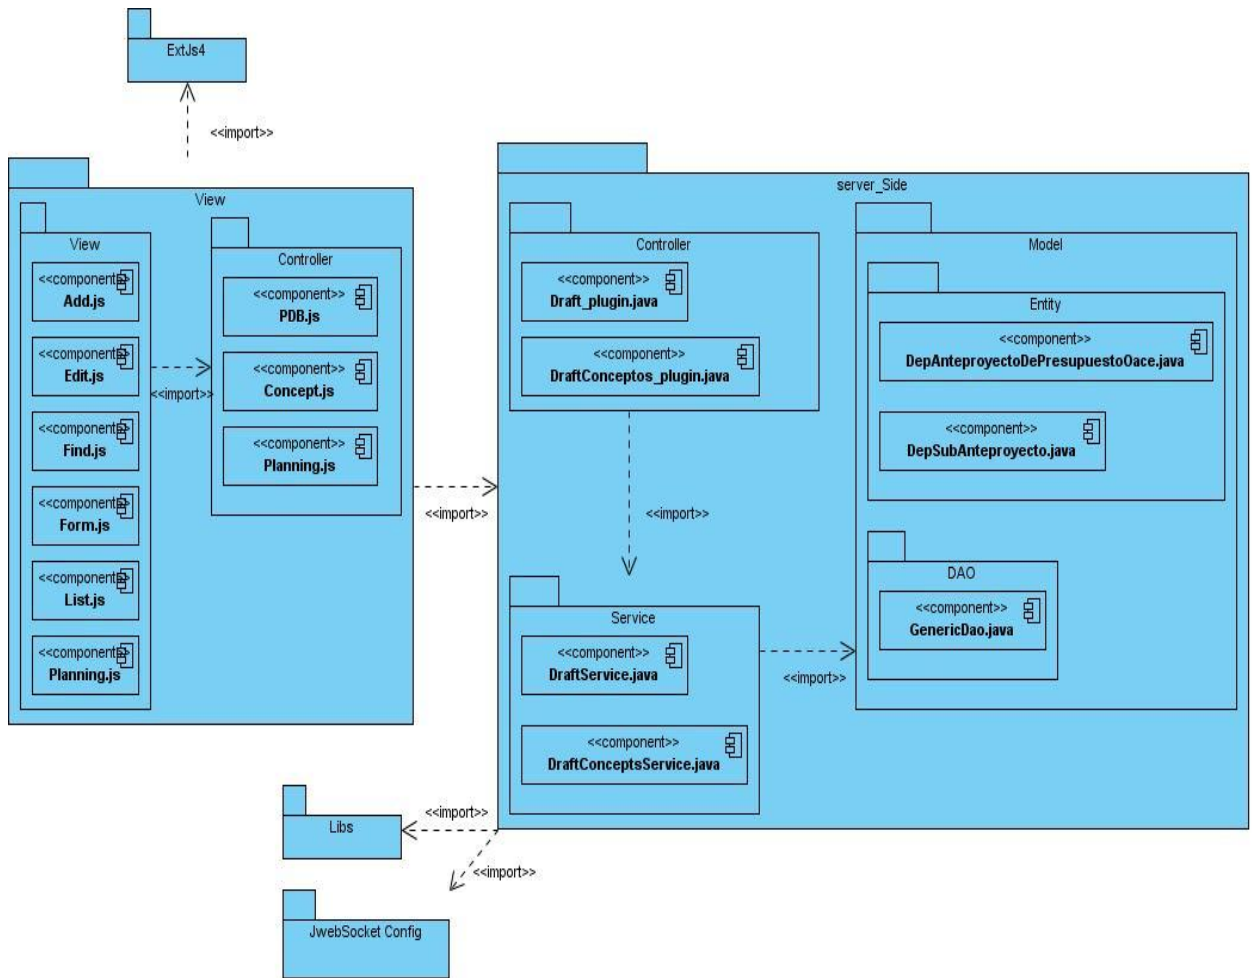 ExtJs4
<<import>>
View
View
<<component>>
Add.js
<<component>>
Edit.js
<<component>>
Find.js
<<component>>
Form.js
<<component>>
List.js
<<component>>
Planning.js
<<import>>
Controller
<<component>>
PDB.js
<<component>>
Concept.js
<<component>>
Planning.js
<<import>>
server_Side
Controller
<<component>>
Draft_plugin.java
<<component>>
DraftConceptos_plugin.java
<<import>>
Service
<<component>>
DraftService.java
<<component>>
DraftConceptsService.java
<<import>>
Model
Entity
<<component>>
DepAnteproyectoDePresupuestoOace.java
<<component>>
DepSubAnteproyecto.java
DAO
<<component>>
GenericDao.java
<<import>>
Libs
<<import>>
JwebSocket Config